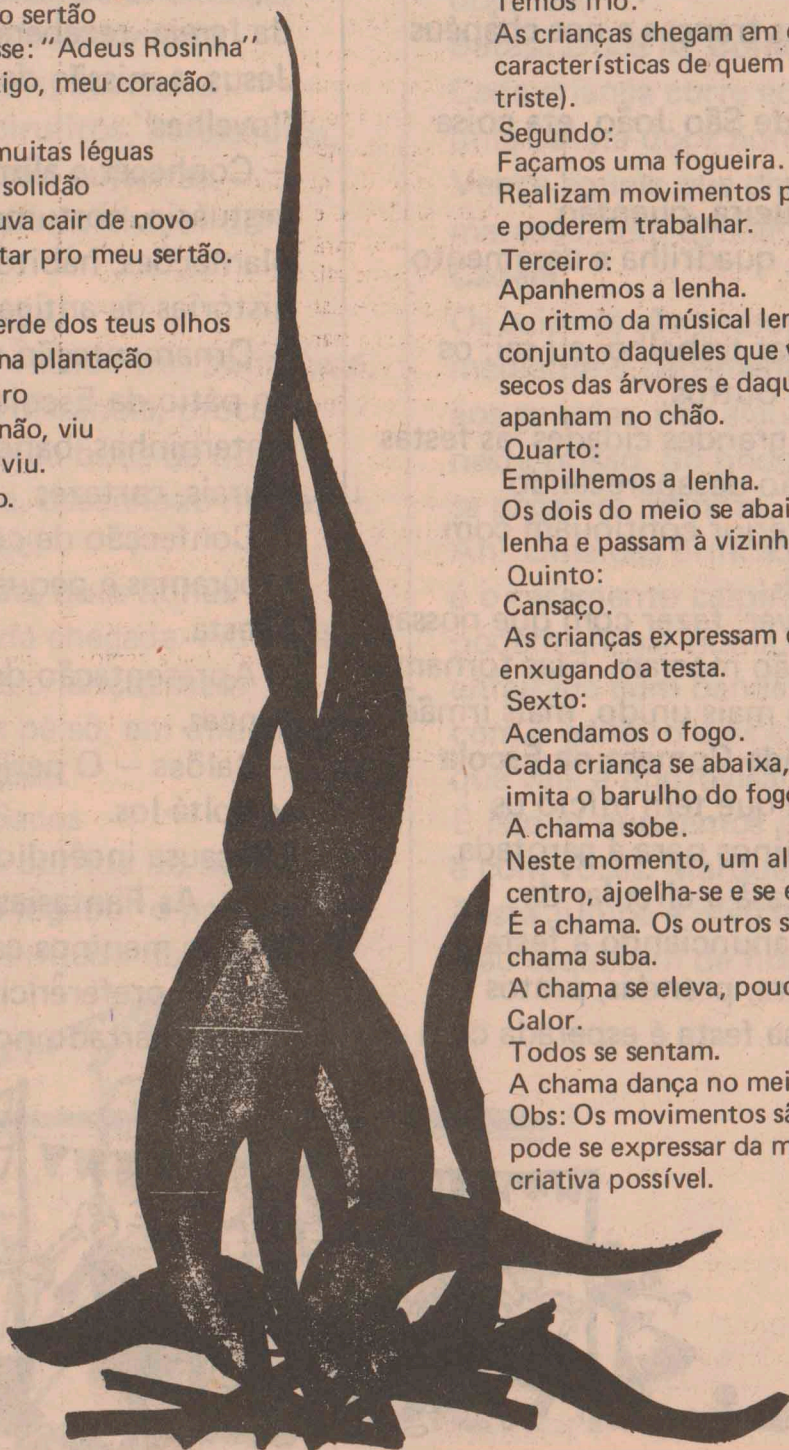 o sertão
sse: "Adeus Rosinha"
tigo, meu coração.
muitas léguas
solidão
uva cair de novo
tar pro meu sertão.
erde dos teus olhos
na plantação
ro
não, viu
viu.
o.
Temos frio.
As crianças chegam em
características de quem
triste).
Segundo:
Façamos uma fogueira.
Realizam movimentos p
e poderem trabalhar.
Terceiro:
Apanhemos a lenha.
Ao ritmo da músical len
conjunto daqueles que v
secos das árvores e daqu
apanham no chão.
Quarto:
Empilhemos a lenha.
Os dois do meio se abai
lenha e passam à vizinh
Quinto:
Cansaço.
As crianças expressam
enxugandoa testa.
Sexto:
Acendamos o fogo.
Cada criança se abaixa,
imita o barulho do fogo
A chama sobe.
Neste momento, um al
centro, ajoelha-se e se e
É a chama. Os outros s
chama suba.
A chama se eleva, pouc
Calor.
Todos se sentam.
A chama dança no mei
Obs: Os movimentos sã
pode se expressar da m
criativa possível.